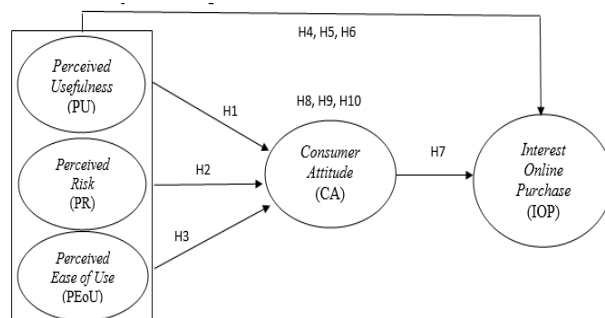 H4, H5, H6
Perceived
Usefulness
(PU)
H1
H8, H9, H10
Perceived
Risk
(PR)
H2
Consumer
Attitude
(CA)
H7
Interest
Online
Purchase
(IOP)
H3
Perceived
Ease of Use
(PEoU)